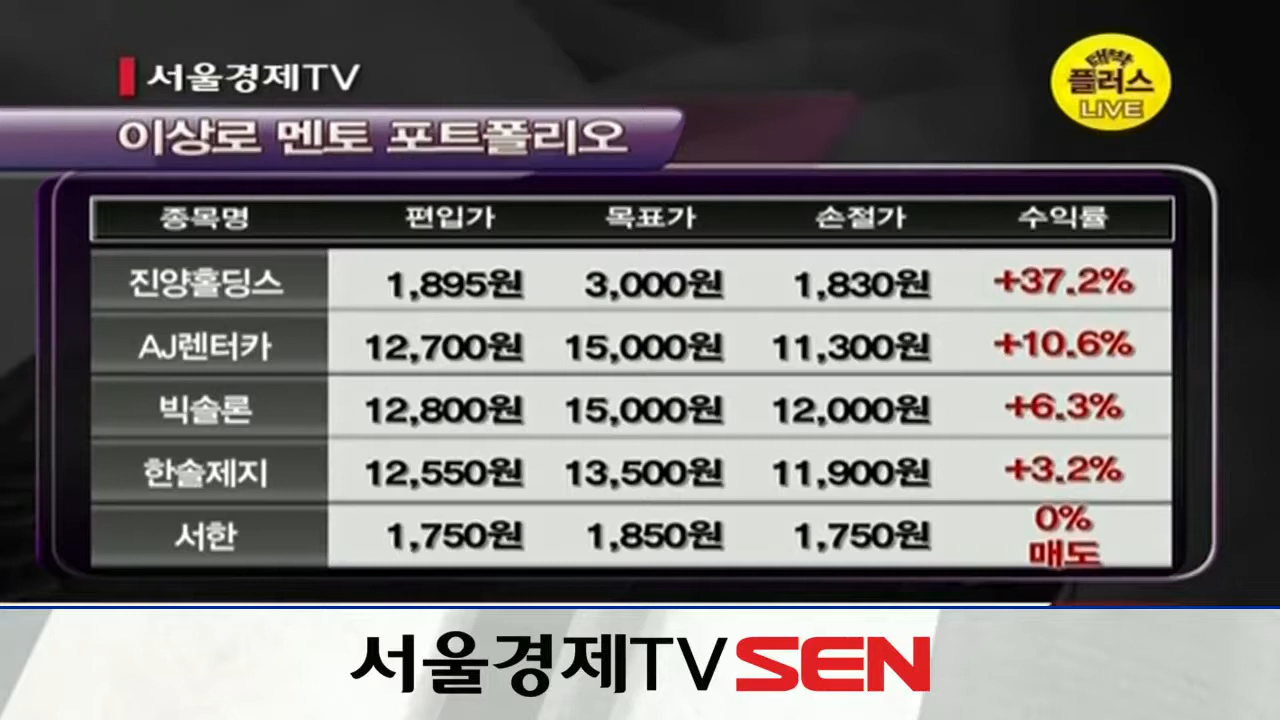 서울경제TV
대박
플러스
LIVE
이상로 멘토 포트폴리오
종목명 편입가 목표가 손절가 수익률
진양홀딩스 1,895원 3,000원 1,830원 +37.2%
AJ렌터카 12,700원 15,000원 11,300원 +10.6%
빅솔론 12,800원 15,000원 12,000원 +6.3%
한솔제지 12,550원 13,500원 11,900원 +3.2%
서한 1,750원 1,850원 1,750원 0%
매도
서울경제TV SEN